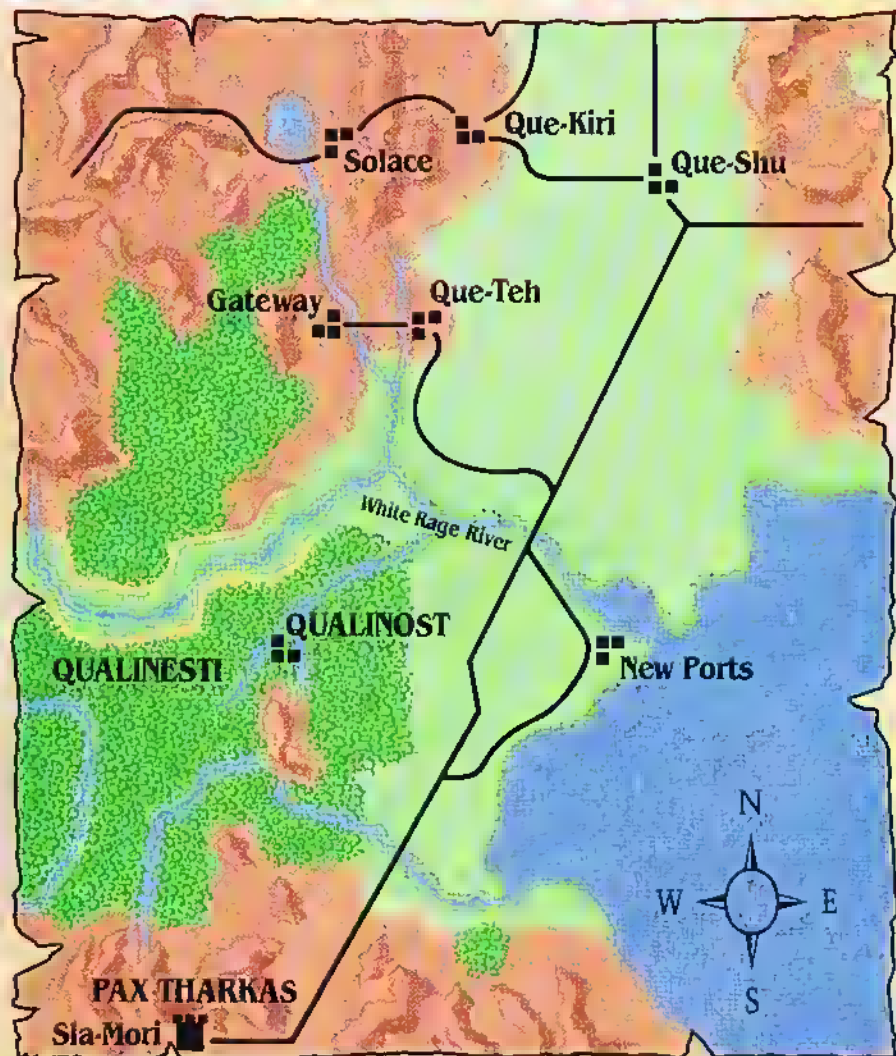 Que-Kiri
Solace
Que-Shu
Gateway
Que-Teh
White Rage River
QUALINOST
QUALINESTI
New Ports
N
W
E
S
PAX THARKAS
Sla-Mori